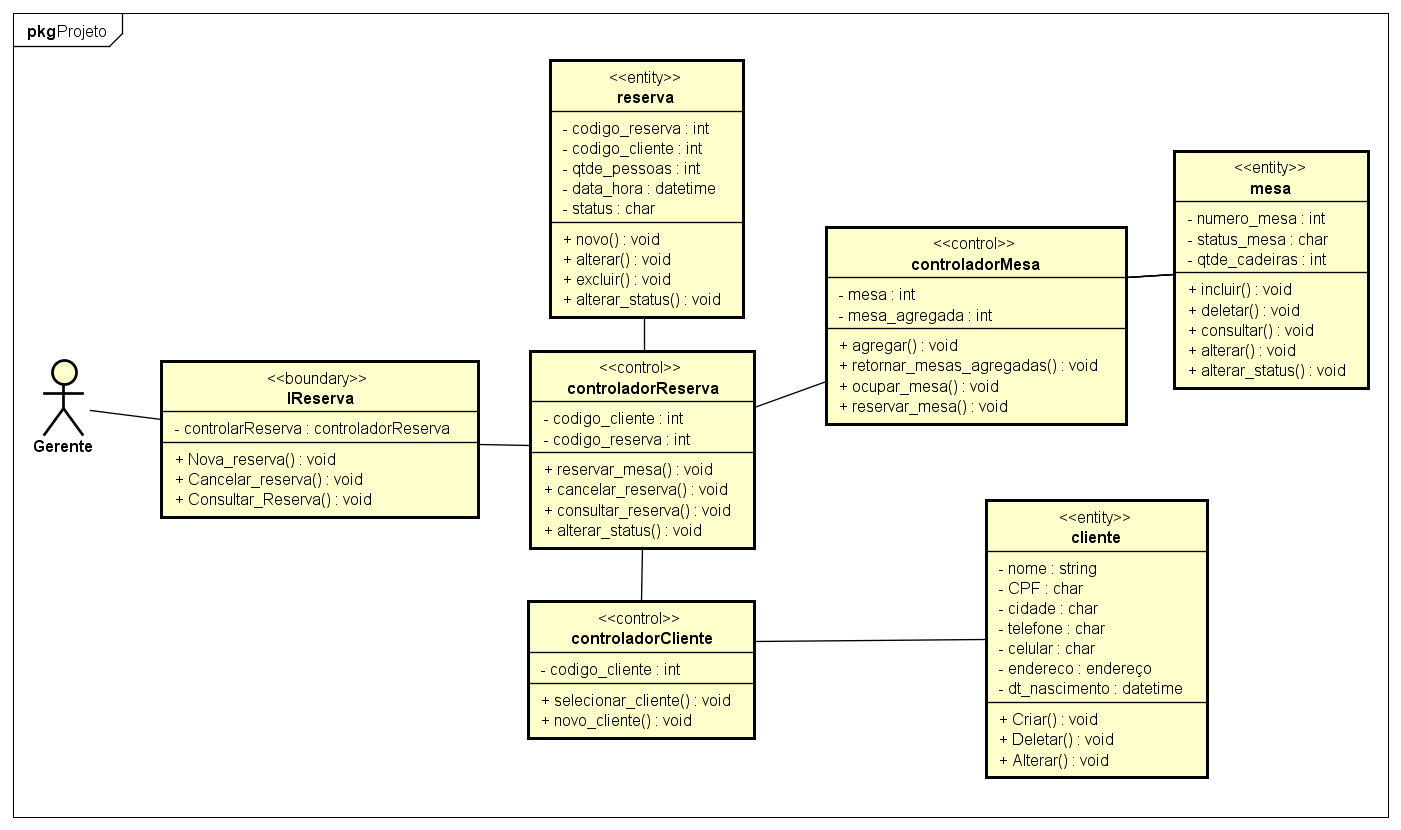 pkgProjeto
<<entity>>
reserva
- codigo_reserva : int
- codigo_cliente : int
- qtde_pessoas : int
- data_hora : datetime
- status : char
+ novo() : void
+ alterar() : void
+ excluir() : void
+ alterar_status() : void
<<entity>>
mesa
- numero_mesa : int
- status_mesa : char
- qtde_cadeiras : int
+ incluir() : void
+ deletar() : void
+ consultar() : void
+ alterar() : void
+ alterar_status() : void
<<control>>
controladorMesa
- mesa : int
- mesa_agregada : int
+ agregar() : void
+ retornar_mesas_agregadas() : void
+ ocupar_mesa() : void
+ reservar_mesa() : void
Gerente
<<boundary>>
IReserva
- controlarReserva : controladorReserva
+ Nova_reserva() : void
+ Cancelar_reserva() : void
+ Consultar_Reserva() : void
<<control>>
controladorReserva
- codigo_cliente : int
- codigo_reserva : int
+ reservar_mesa() : void
+ cancelar_reserva() : void
+ consultar_reserva() : void
+ alterar_status() : void
<<control>>
controladorCliente
- codigo_cliente : int
+ selecionar_cliente() : void
+ novo_cliente() : void
<<entity>>
cliente
- nome : string
- CPF : char
- cidade : char
- telefone : char
- celular : char
- endereco : endereço
- dt_nascimento : datetime
+ Criar() : void
+ Deletar() : void
+ Alterar() : void